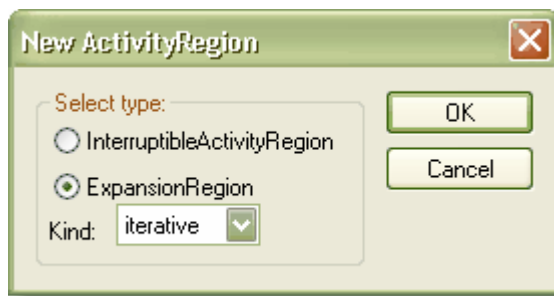 New ActivityRegion
Select type:
InterruptibleActivityRegion
ExpansionRegion
Kind: iterative
OK
Cancel